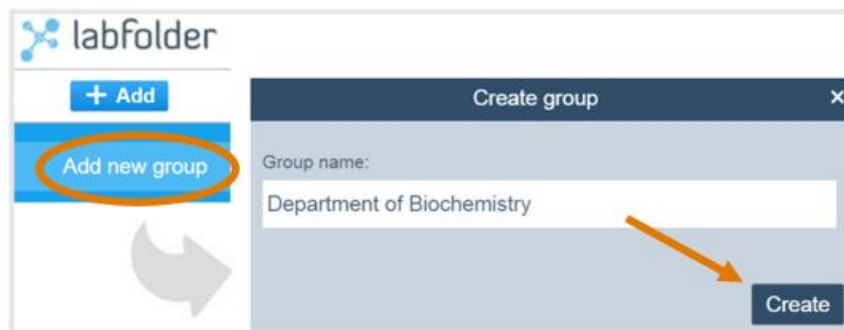 labfolder
+ Add
Add new group
Create group ×
Group name:
Department of Biochemistry
Create